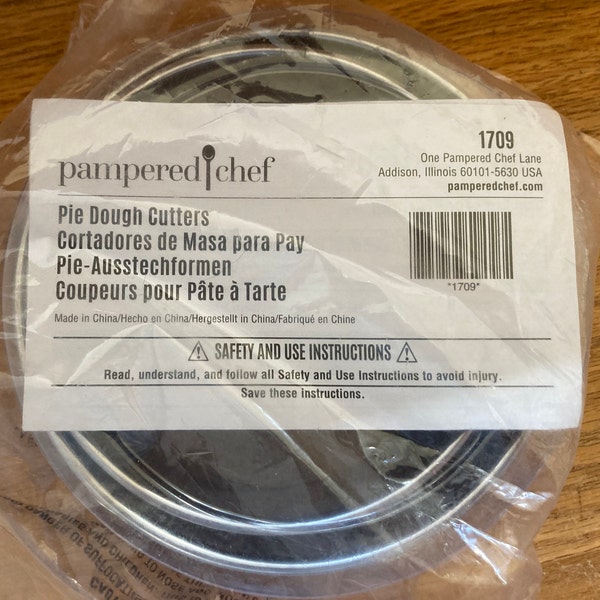 pampered chef
1709
One Pampered Chef Lane
Addison, Illinois 60101-5630 USA
pamperedchef.com
Pie Dough Cutters
Cortadores de Masa para Pay
Pie-Ausstechformen
Coupeurs pour Pâte à Tarte
*1709*
Made in China/Hecho en China/Hergestellt in China/Fabriqué en Chine
⚠ SAFETY AND USE INSTRUCTIONS ⚠
Read, understand, and follow all Safety and Use Instructions to avoid injury.
Save these instructions.